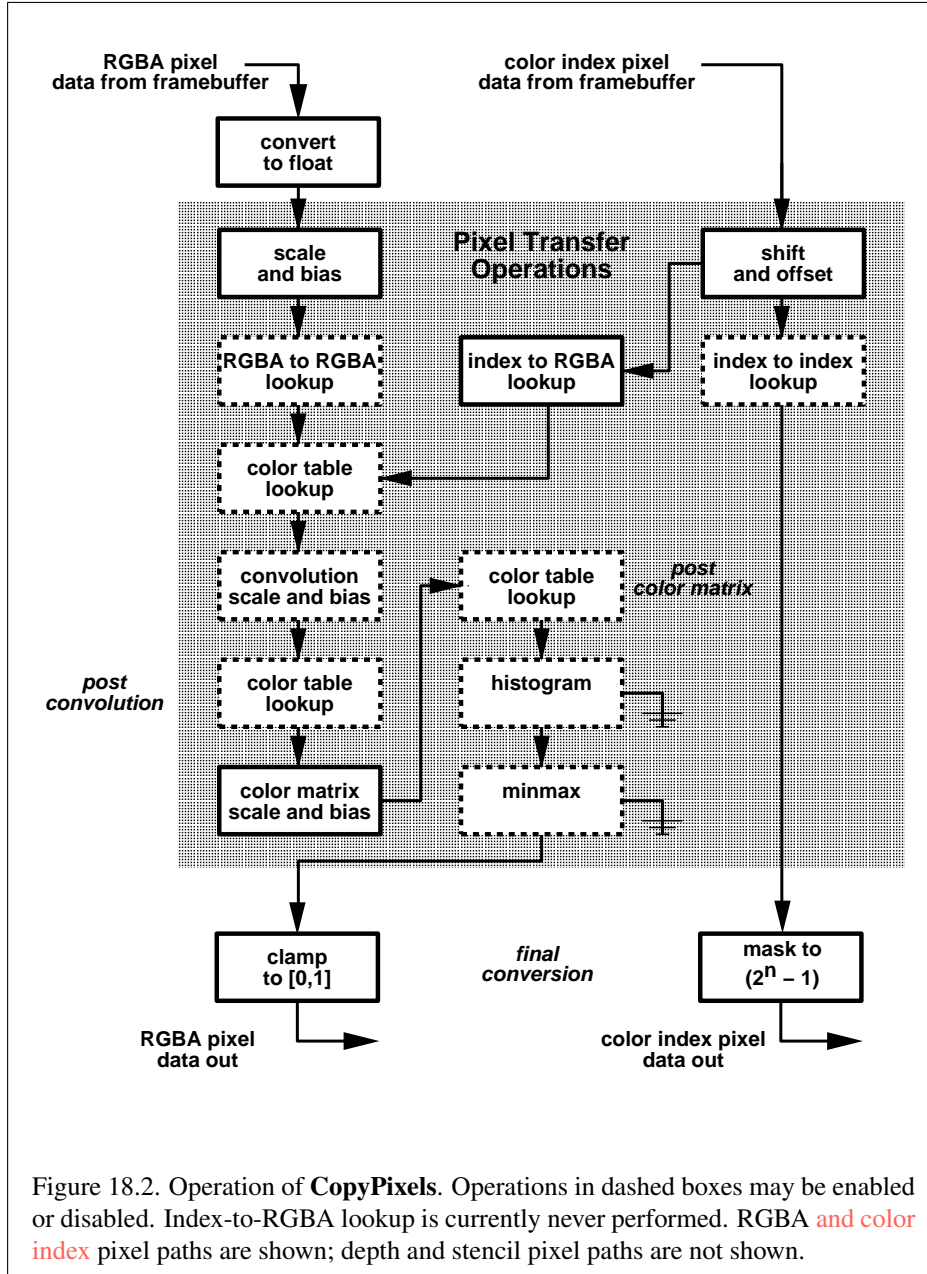 RGBA pixel
data from framebuffer
color index pixel
data from framebuffer
convert
to float
scale
and bias
Pixel Transfer
Operations
shift
and offset
RGBA to RGBA
lookup
index to RGBA
lookup
index to index
lookup
color table
lookup
convolution
scale and bias
color table
lookup
post
color matrix
post
convolution
color table
lookup
histogram
color matrix
scale and bias
minmax
clamp
to [0,1]
final
conversion
mask to
(2^n – 1)
RGBA pixel
data out
color index pixel
data out
Figure 18.2. Operation of CopyPixels. Operations in dashed boxes may be enabled
or disabled. Index-to-RGBA lookup is currently never performed. RGBA and color
index pixel paths are shown; depth and stencil pixel paths are not shown.